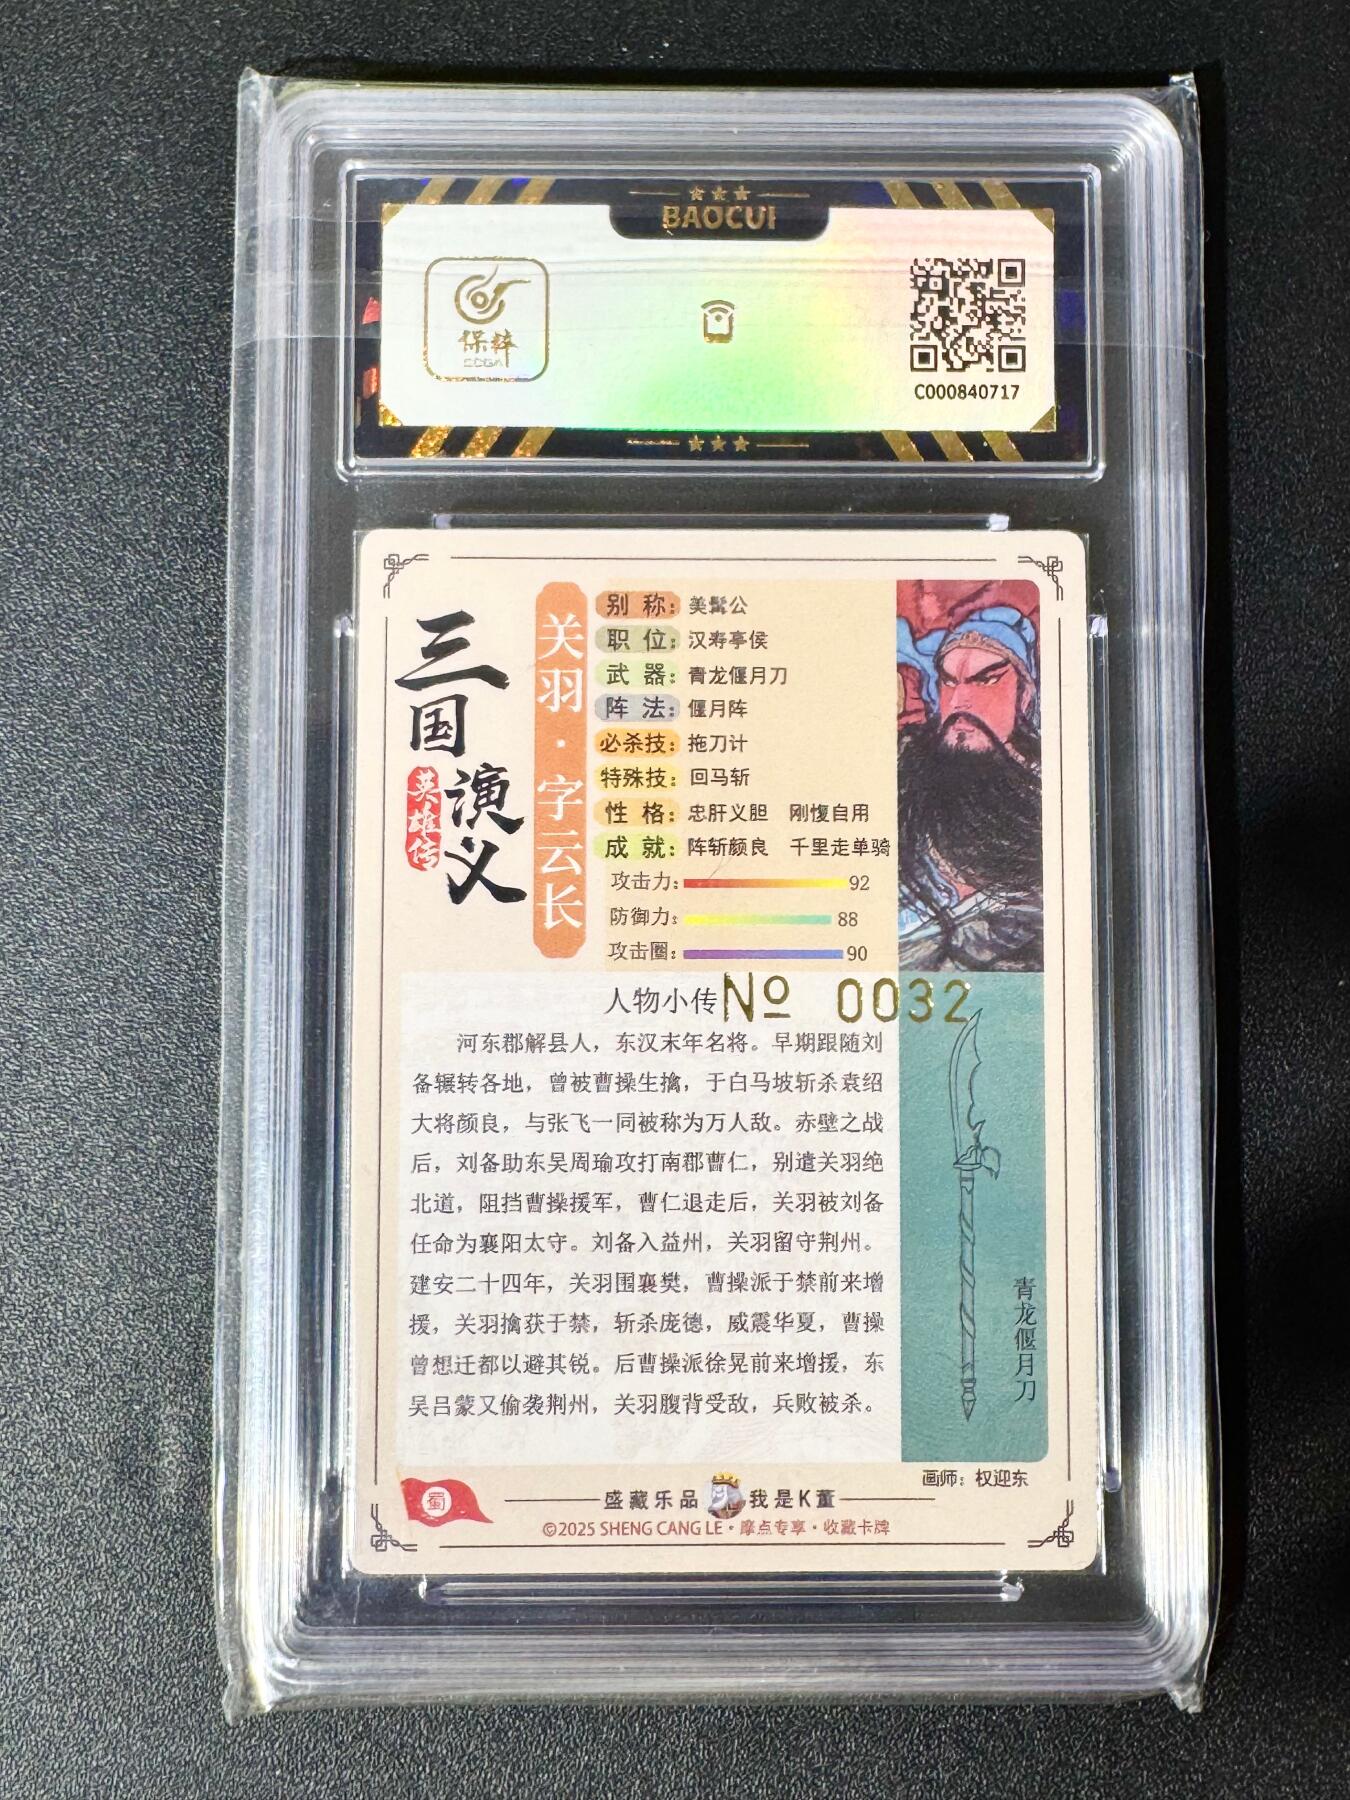 BAOCUI
保粹
CCGA
C000840717
三国演义
英雄传
关羽·字云长
别称：美髯公
职位：汉寿亭侯
武器：青龙偃月刀
阵法：偃月阵
必杀技：拖刀计
特殊技：回马斩
性格：忠肝义胆 刚愎自用
成就：阵斩颜良 千里走单骑
攻击力：92
防御力：88
攻击圈：90
人物小传 № 0032
河东郡解县人，东汉末年名将。早期跟随刘
备辗转各地，曾被曹操生擒，于白马坡斩杀袁绍
大将颜良，与张飞一同被称为万人敌。赤壁之战
后，刘备助东吴周瑜攻打南郡曹仁，别遣关羽绝
北道，阻挡曹操援军，曹仁退走后，关羽被刘备
任命为襄阳太守。刘备入益州，关羽留守荆州。
建安二十四年，关羽围襄樊，曹操派于禁前来增
援，关羽擒获于禁，斩杀庞德，威震华夏，曹操
曾想迁都以避其锐。后曹操派徐晃前来增援，东
吴吕蒙又偷袭荆州，关羽腹背受敌，兵败被杀。
青龙偃月刀
画师：权迎东
蜀
盛藏乐品 我是K董
©2025 SHENG CANG LE·摩点专享·收藏卡牌